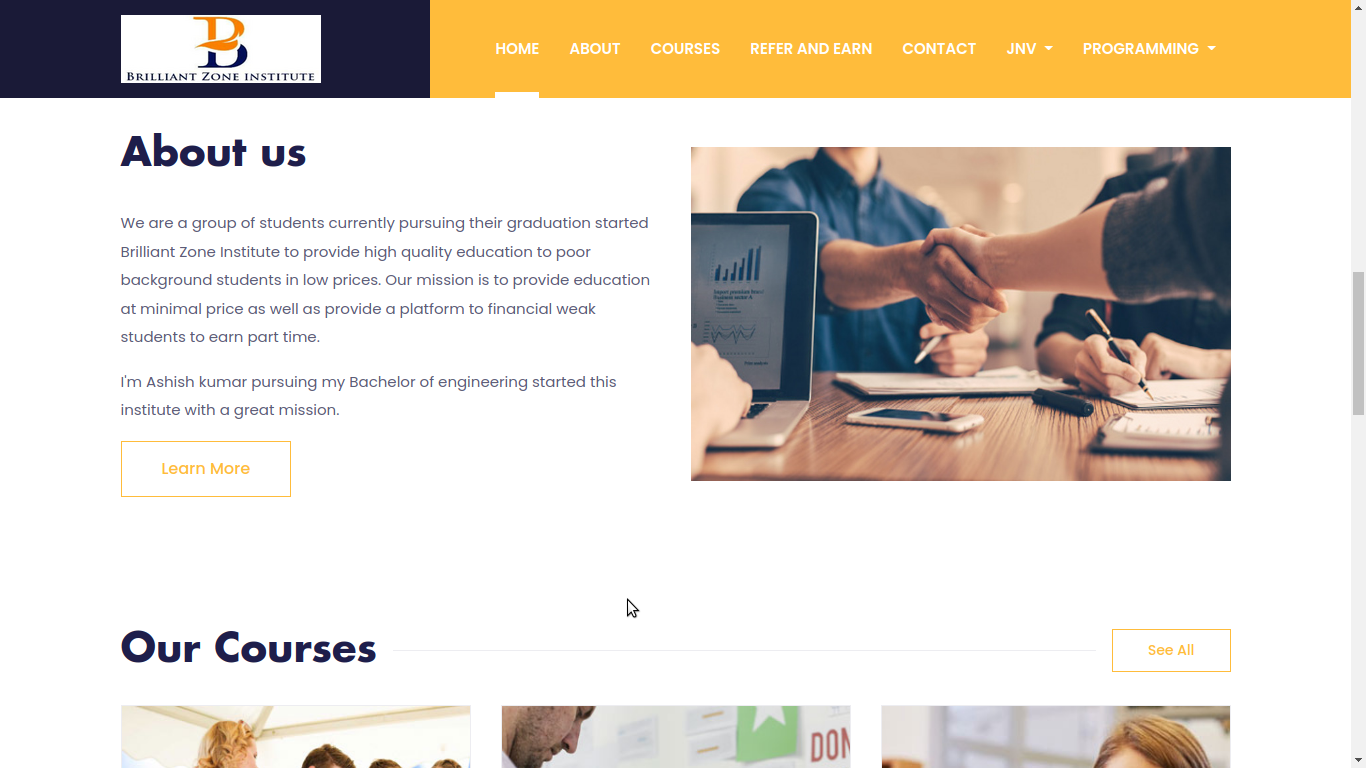 BRILLIANT ZONE INSTITUTE
HOME ABOUT COURSES REFER AND EARN CONTACT JNV PROGRAMMING
About us
We are a group of students currently pursuing their graduation started
Brilliant Zone Institute to provide high quality education to poor
background students in low prices. Our mission is to provide education
at minimal price as well as provide a platform to financial weak
students to earn part time.
I'm Ashish kumar pursuing my Bachelor of engineering started this
institute with a great mission.
Learn More
Our Courses
See All
DON